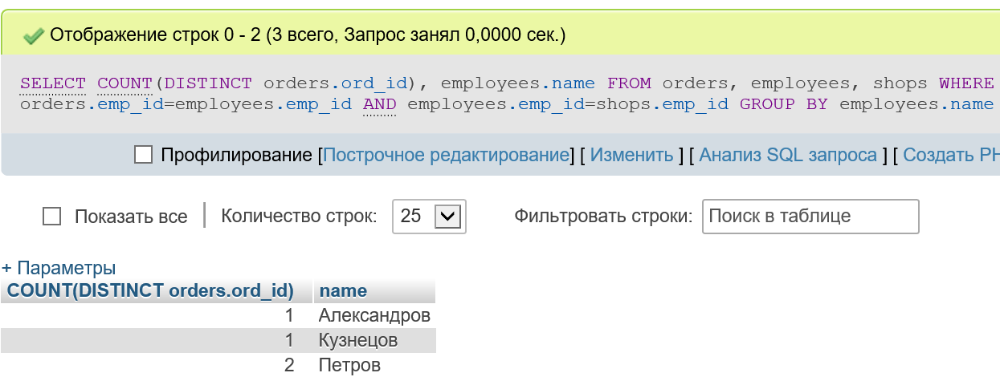 Отображение строк 0 - 2 (3 всего, Запрос занял 0,0000 сек.)
SELECT COUNT(DISTINCT orders.ord_id), employees.name FROM orders, employees, shops WHERE
orders.emp_id=employees.emp_id AND employees.emp_id=shops.emp_id GROUP BY employees.name
Профилирование [Построчное редактирование] [ Изменить ] [ Анализ SQL запроса ] [ Создать PH
Показать все | Количество строк: 25 Фильтровать строки: Поиск в таблице
+ Параметры
COUNT(DISTINCT orders.ord_id) name
1 Александров
1 Кузнецов
2 Петров